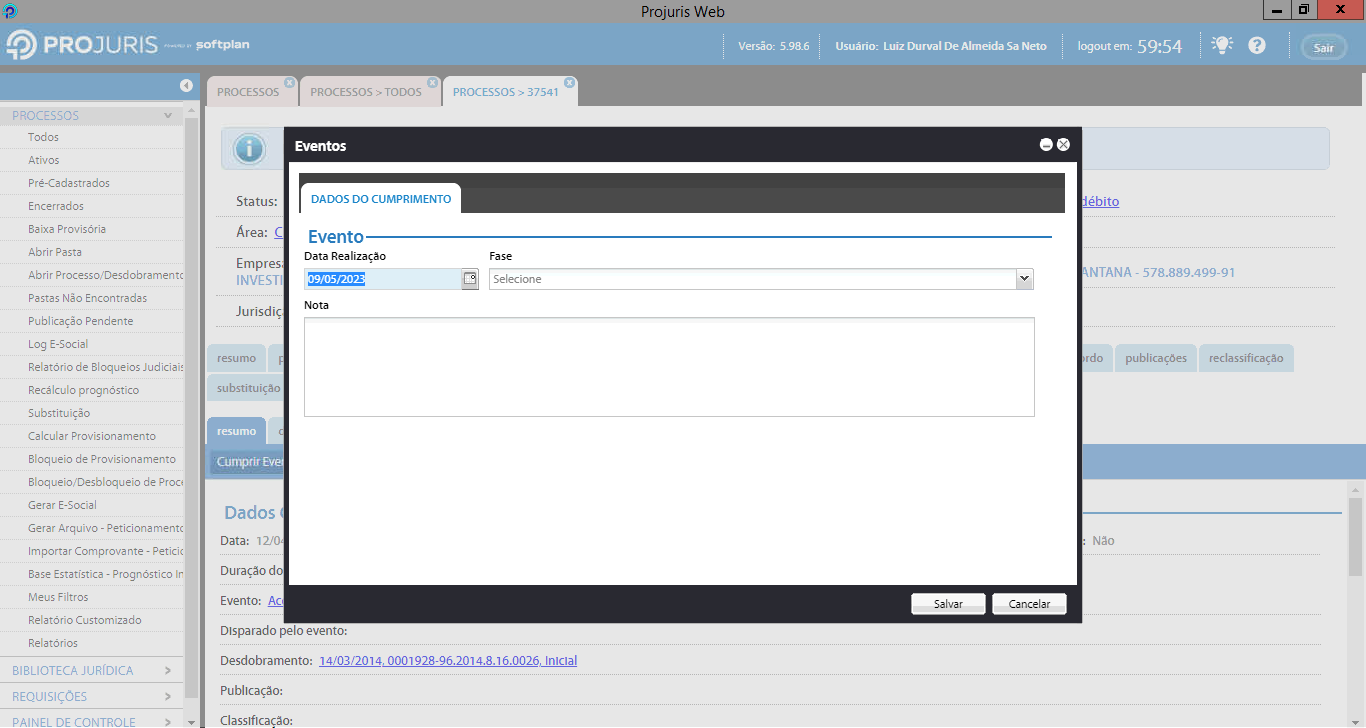 Projuris Web
PROJURIS POWERED BY softplan
Versão: 5.98.6
Usuário: Luiz Durval De Almeida Sa Neto
logout em: 59:54
Sair
PROCESSOS
PROCESSOS > TODOS
PROCESSOS > 37541
PROCESSOS
Todos
Ativos
Pré-Cadastrados
Encerrados
Baixa Provisória
Abrir Pasta
Abrir Processo/Desdobramento
Pastas Não Encontradas
Publicação Pendente
Log E-Social
Relatório de Bloqueios Judiciais
Recálculo prognóstico
Substituição
Calcular Provisionamento
Bloqueio de Provisionamento
Bloqueio/Desbloqueio de Proce
Gerar E-Social
Gerar Arquivo - Peticionamento
Importar Comprovante - Peticio
Base Estatística - Prognóstico In
Meus Filtros
Relatório Customizado
Relatórios
BIBLIOTECA JURÍDICA
REQUISIÇÕES
PAINEL DE CONTROLE
Status:
débito
Área: C
Empresa
INVESTI
ANTANA - 578.889.499-91
Jurisdiçã
resumo
p
rdo
publicações
reclassificação
substituição
resumo
Cumprir Even
Eventos
DADOS DO CUMPRIMENTO
Evento
Data Realização
Fase
09/05/2023
Selecione
Nota
Salvar
Cancelar
Dados
Data: 12/04
: Não
Duração do
Evento: Ac
Disparado pelo evento:
Desdobramento: 14/03/2014, 0001928-96.2014.8.16.0026, Inicial
Publicação:
Classificação: